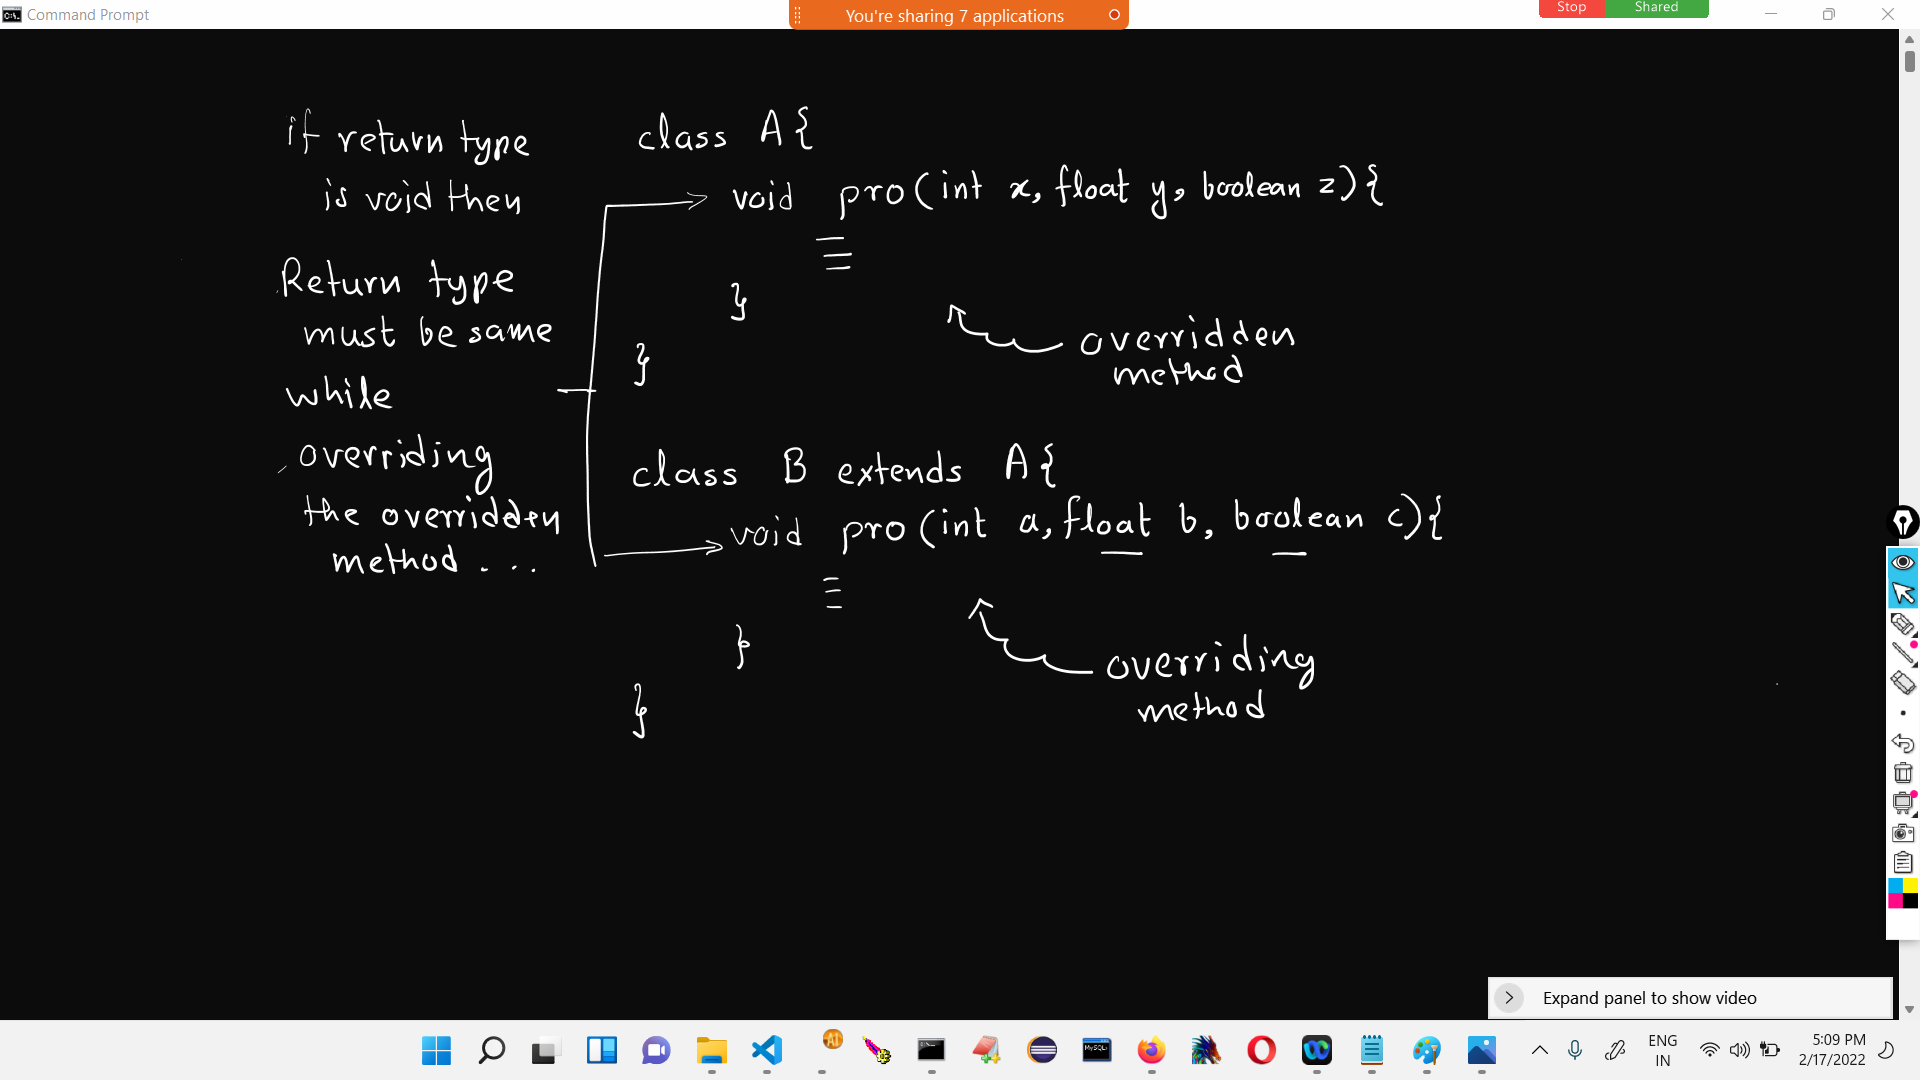 Command Prompt
You're sharing 7 applications
Stop
Shared
if return type
is void then
Return type
must be same
while
overriding
the overridden
method . . . .
class A{
void pro(int x, float y, boolean z){
}
}
overridden
method
class B extends A{
void pro(int a, float b, boolean c){
}
}
overriding
method
Expand panel to show video
ENG
IN
5:09 PM
2/17/2022